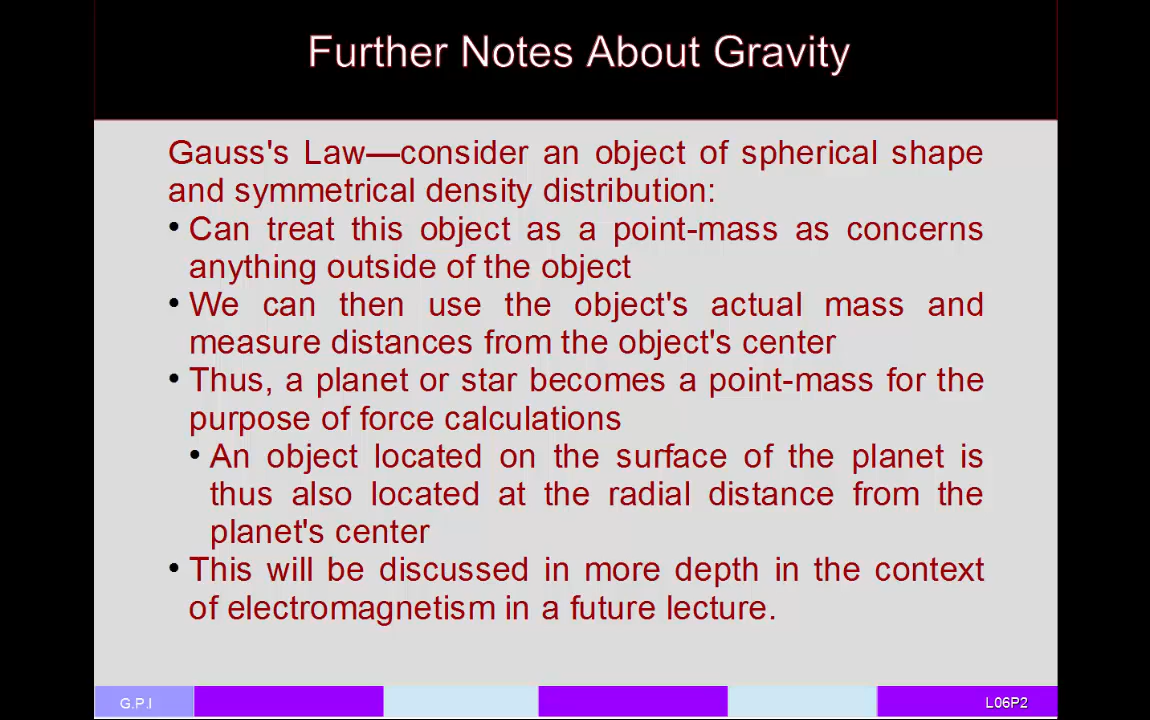 Further Notes About Gravity
Gauss's Law—consider an object of spherical shape
and symmetrical density distribution:
• Can treat this object as a point-mass as concerns
anything outside of the object
• We can then use the object's actual mass and
measure distances from the object's center
• Thus, a planet or star becomes a point-mass for the
purpose of force calculations
• An object located on the surface of the planet is
thus also located at the radial distance from the
planet's center
• This will be discussed in more depth in the context
of electromagnetism in a future lecture.
G.P.I
L06P2